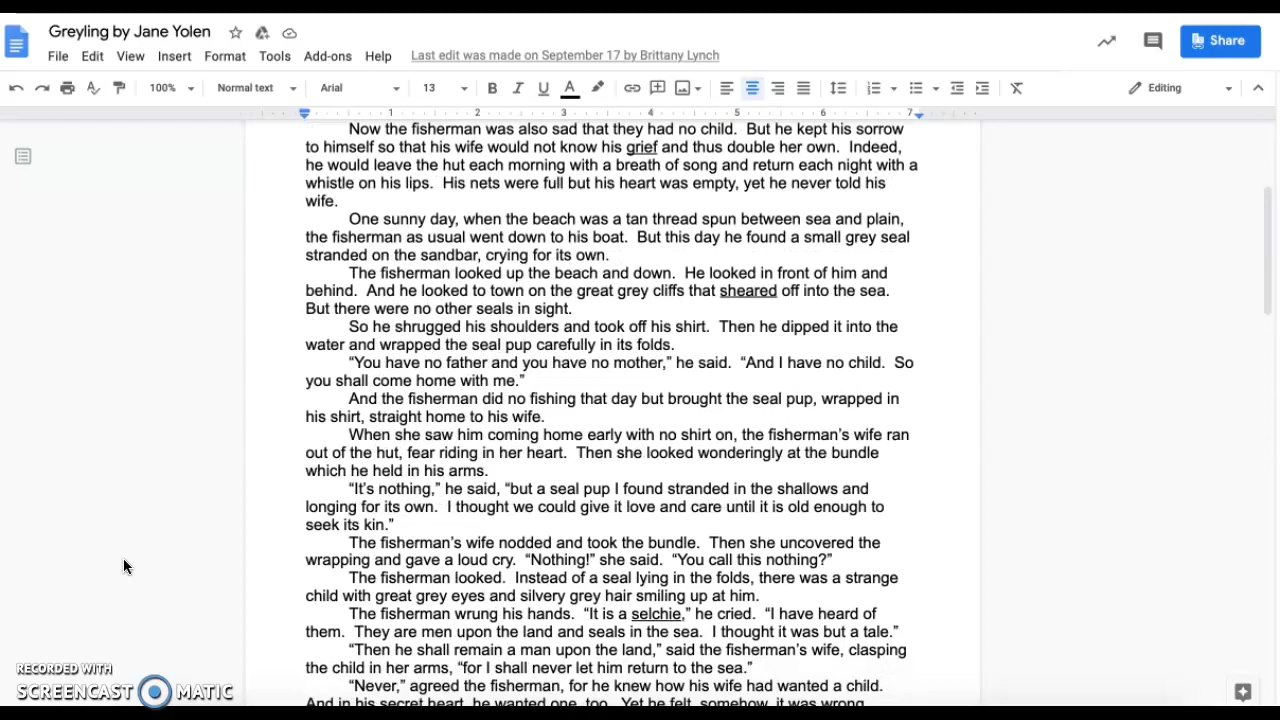 Greyling by Jane Yolen
File Edit View Insert Format Tools Add-ons Help Last edit was made on September 17 by Brittany Lynch
Share
100% Normal text Arial 13 Editing
1 2 3 4 5 6 7
Now the fisherman was also sad that they had no child. But he kept his sorrow
to himself so that his wife would not know his grief and thus double her own. Indeed,
he would leave the hut each morning with a breath of song and return each night with a
whistle on his lips. His nets were full but his heart was empty, yet he never told his
wife.
One sunny day, when the beach was a tan thread spun between sea and plain,
the fisherman as usual went down to his boat. But this day he found a small grey seal
stranded on the sandbar, crying for its own.
The fisherman looked up the beach and down. He looked in front of him and
behind. And he looked to town on the great grey cliffs that sheared off into the sea.
But there were no other seals in sight.
So he shrugged his shoulders and took off his shirt. Then he dipped it into the
water and wrapped the seal pup carefully in its folds.
“You have no father and you have no mother,” he said. “And I have no child. So
you shall come home with me.”
And the fisherman did no fishing that day but brought the seal pup, wrapped in
his shirt, straight home to his wife.
When she saw him coming home early with no shirt on, the fisherman’s wife ran
out of the hut, fear riding in her heart. Then she looked wonderingly at the bundle
which he held in his arms.
“It’s nothing,” he said, “but a seal pup I found stranded in the shallows and
longing for its own. I thought we could give it love and care until it is old enough to
seek its kin.”
The fisherman’s wife nodded and took the bundle. Then she uncovered the
wrapping and gave a loud cry. “Nothing!” she said. “You call this nothing?”
The fisherman looked. Instead of a seal lying in the folds, there was a strange
child with great grey eyes and silvery grey hair smiling up at him.
The fisherman wrung his hands. “It is a selchie,” he cried. “I have heard of
them. They are men upon the land and seals in the sea. I thought it was but a tale.”
“Then he shall remain a man upon the land,” said the fisherman’s wife, clasping
the child in her arms, “for I shall never let him return to the sea.”
“Never,” agreed the fisherman, for he knew how his wife had wanted a child.
And in his secret heart, he wanted one, too. Yet he felt, somehow, it was wrong.
RECORDED WITH
SCREENCAST MATIC